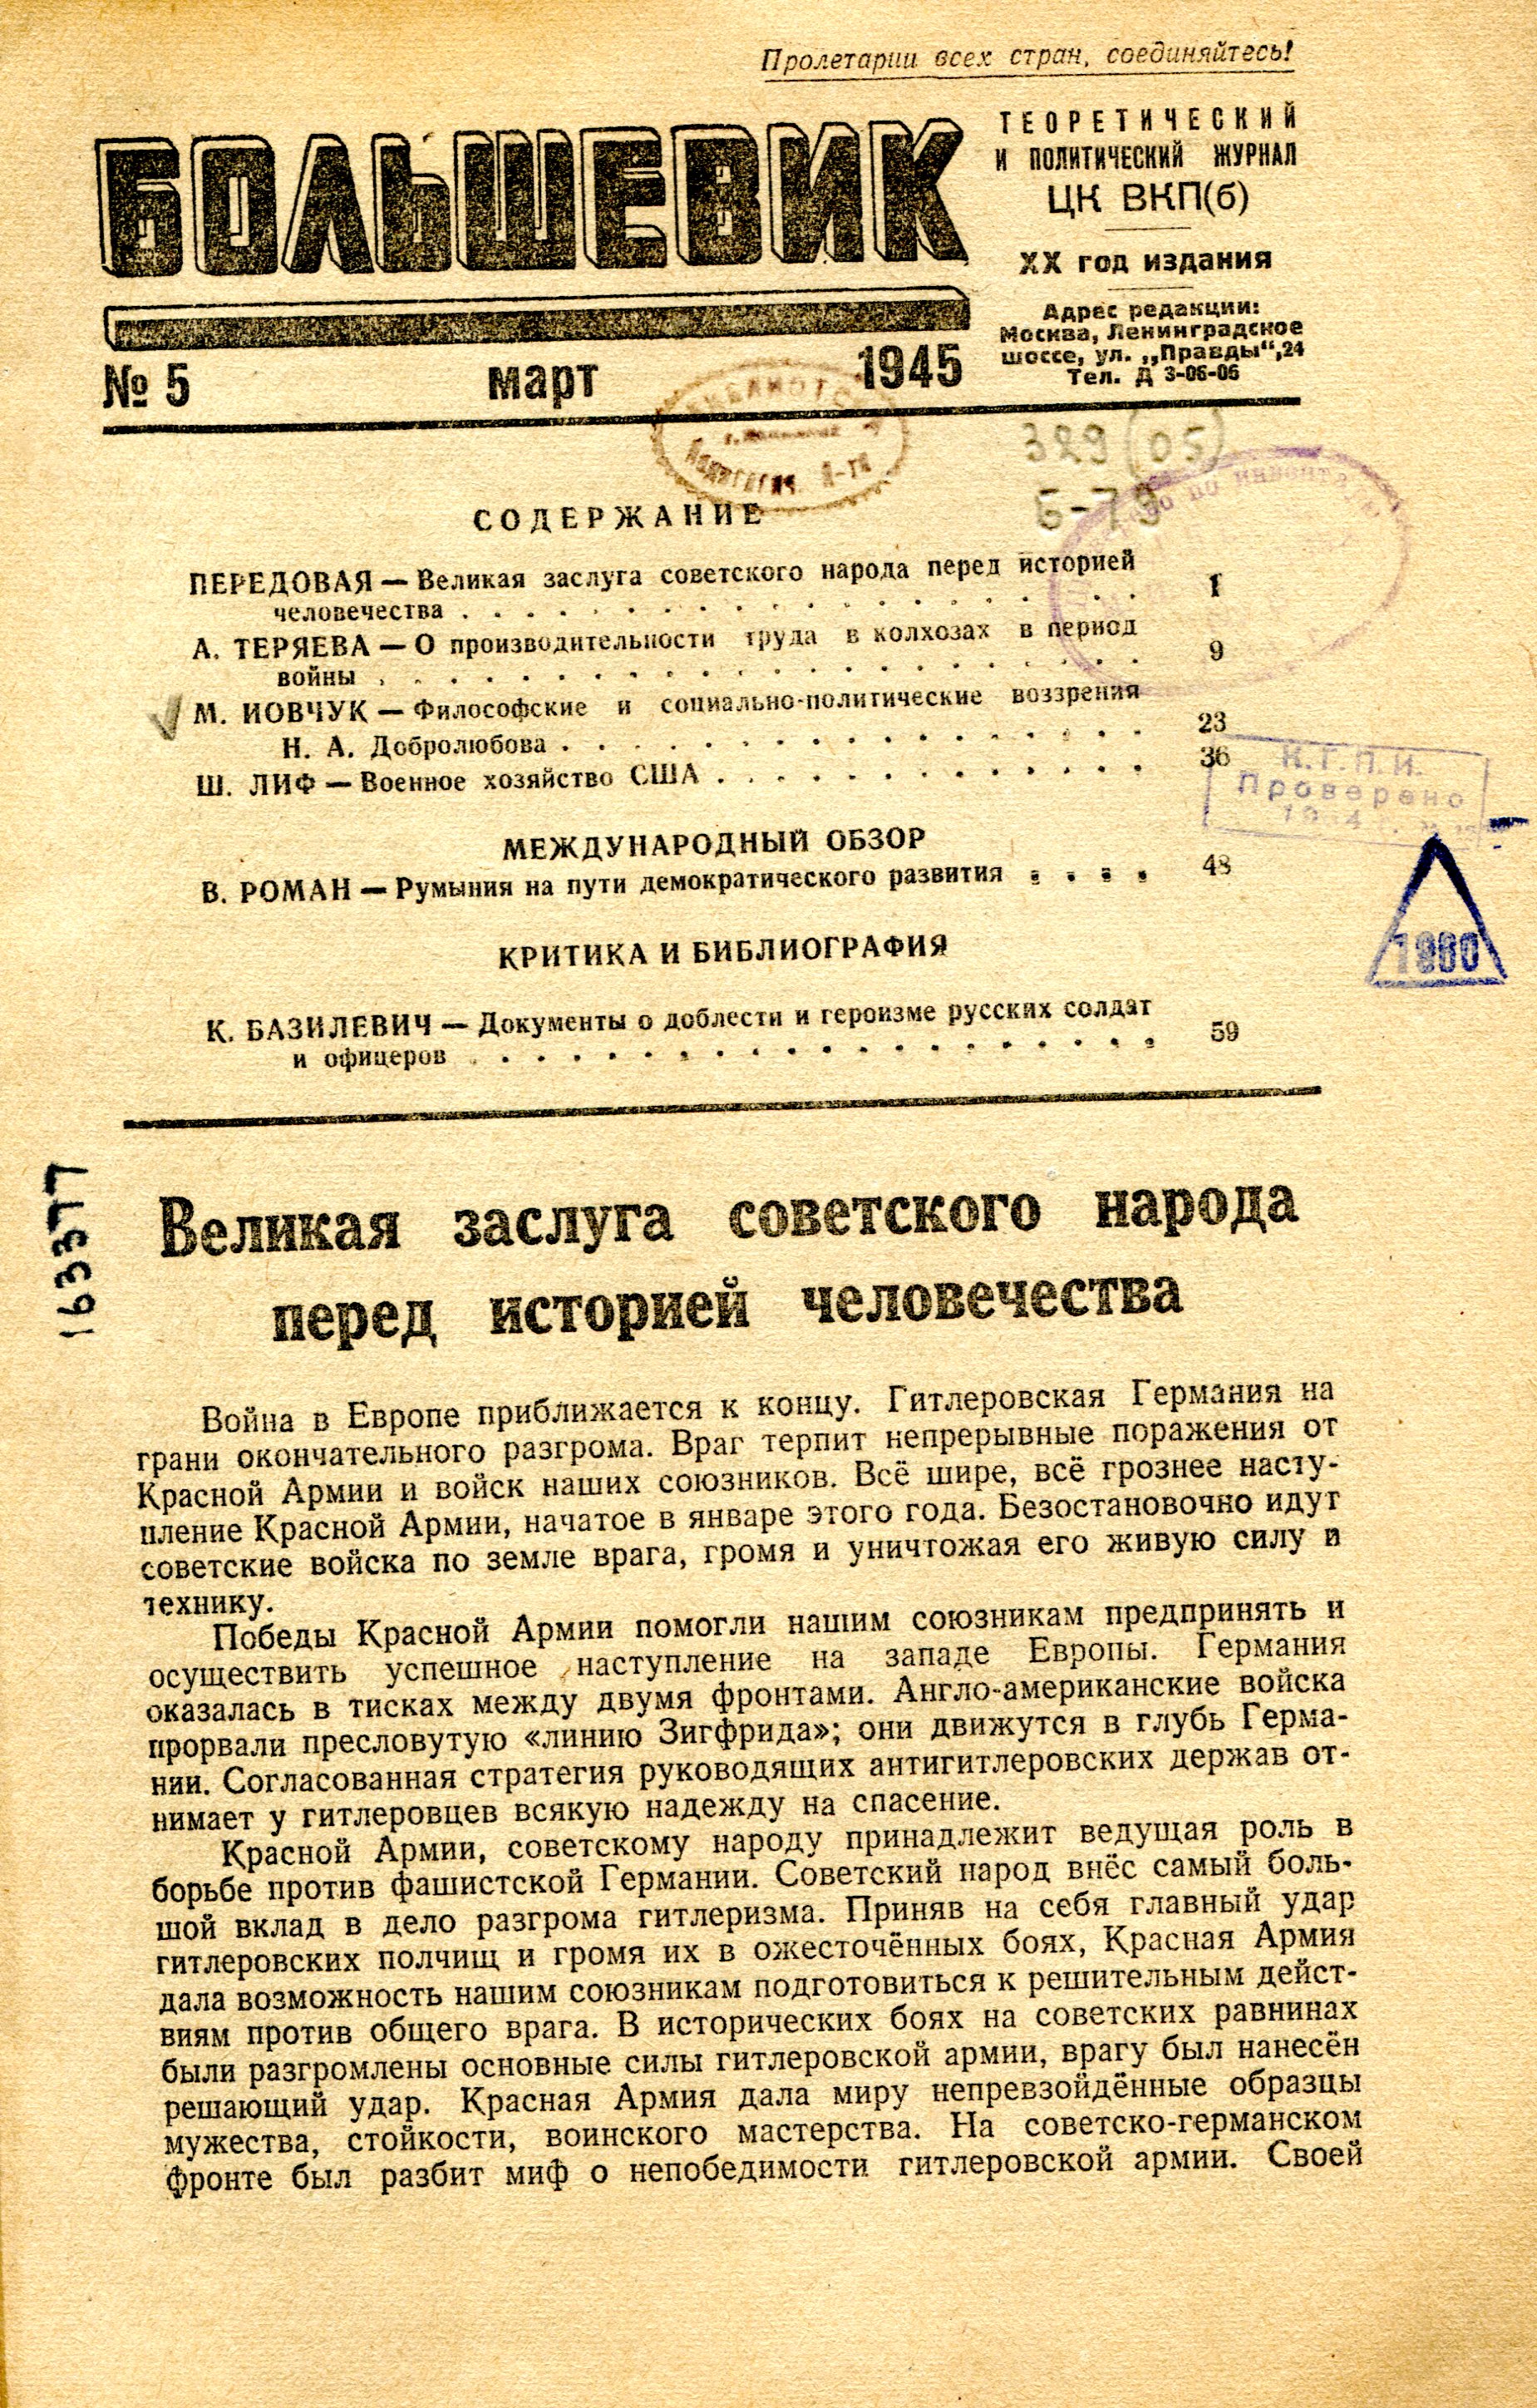 Пролетарии всех стран, соединяйтесь!
БОЛЬШЕВИК
ТЕОРЕТИЧЕСКИЙ
И ПОЛИТИЧЕСКИЙ ЖУРНАЛ
ЦК ВКП(б)
XX год издания
Адрес редакции:
Москва, Ленинградское
шоссе, ул. „Правды“,24
Тел. Д 3-06-06
№ 5 март 1945
329(05)
Б-79
СОДЕРЖАНИЕ
ПЕРЕДОВАЯ — Великая заслуга советского народа перед историей
человечества . . . . . . . . . . . . . . . . . . 1
А. ТЕРЯЕВА — О производительности труда в колхозах в период
войны . . . . . . . . . . . . . . . . . . . . . 9
М. ИОВЧУК — Философские и социально-политические воззрения
Н. А. Добролюбова . . . . . . . . . . . . . . . . 23
Ш. ЛИФ — Военное хозяйство США . . . . . . . . . . . . . 36
К.Г.П.И.
Проверено
МЕЖДУНАРОДНЫЙ ОБЗОР
В. РОМАН — Румыния на пути демократического развития . . . . 48
1980
КРИТИКА И БИБЛИОГРАФИЯ
К. БАЗИЛЕВИЧ — Документы о доблести и героизме русских солдат
и офицеров . . . . . . . . . . . . . . . . . . . . 59
163377
Великая заслуга советского народа
перед историей человечества
Война в Европе приближается к концу. Гитлеровская Германия на
грани окончательного разгрома. Враг терпит непрерывные поражения от
Красной Армии и войск наших союзников. Всё шире, всё грознее насту-
пление Красной Армии, начатое в январе этого года. Безостановочно идут
советские войска по земле врага, громя и уничтожая его живую силу и
технику.
Победы Красной Армии помогли нашим союзникам предпринять и
осуществить успешное наступление на западе Европы. Германия
оказалась в тисках между двумя фронтами. Англо-американские войска
прорвали пресловутую «линию Зигфрида»; они движутся в глубь Герма-
нии. Согласованная стратегия руководящих антигитлеровских держав от-
нимает у гитлеровцев всякую надежду на спасение.
Красной Армии, советскому народу принадлежит ведущая роль в
борьбе против фашистской Германии. Советский народ внёс самый боль-
шой вклад в дело разгрома гитлеризма. Приняв на себя главный удар
гитлеровских полчищ и громя их в ожесточённых боях, Красная Армия
дала возможность нашим союзникам подготовиться к решительным дейст-
виям против общего врага. В исторических боях на советских равнинах
были разгромлены основные силы гитлеровской армии, врагу был нанесён
решающий удар. Красная Армия дала миру непревзойдённые образцы
мужества, стойкости, воинского мастерства. На советско-германском
фронте был разбит миф о непобедимости гитлеровской армии. Своей